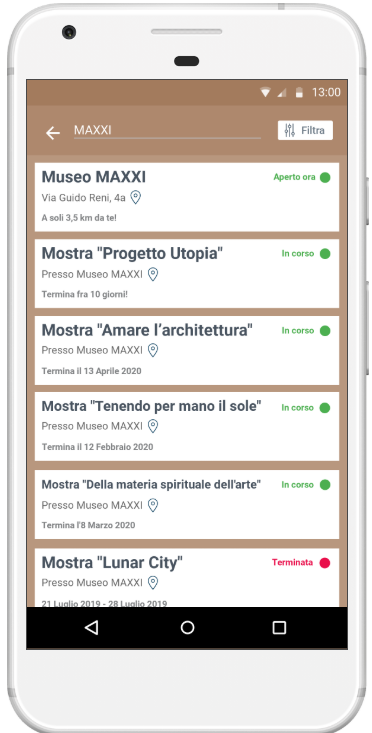 13:00
MAXXI
Filtra
Museo MAXXI
Aperto ora
Via Guido Reni, 4a
A soli 3,5 km da te!
Mostra "Progetto Utopia"
In corso
Presso Museo MAXXI
Termina fra 10 giorni!
Mostra "Amare l’architettura"
In corso
Presso Museo MAXXI
Termina il 13 Aprile 2020
Mostra "Tenendo per mano il sole"
In corso
Presso Museo MAXXI
Termina il 12 Febbraio 2020
Mostra "Della materia spirituale dell'arte"
In corso
Presso Museo MAXXI
Termina l'8 Marzo 2020
Mostra "Lunar City"
Terminata
Presso Museo MAXXI
21 Luglio 2019 - 28 Luglio 2019